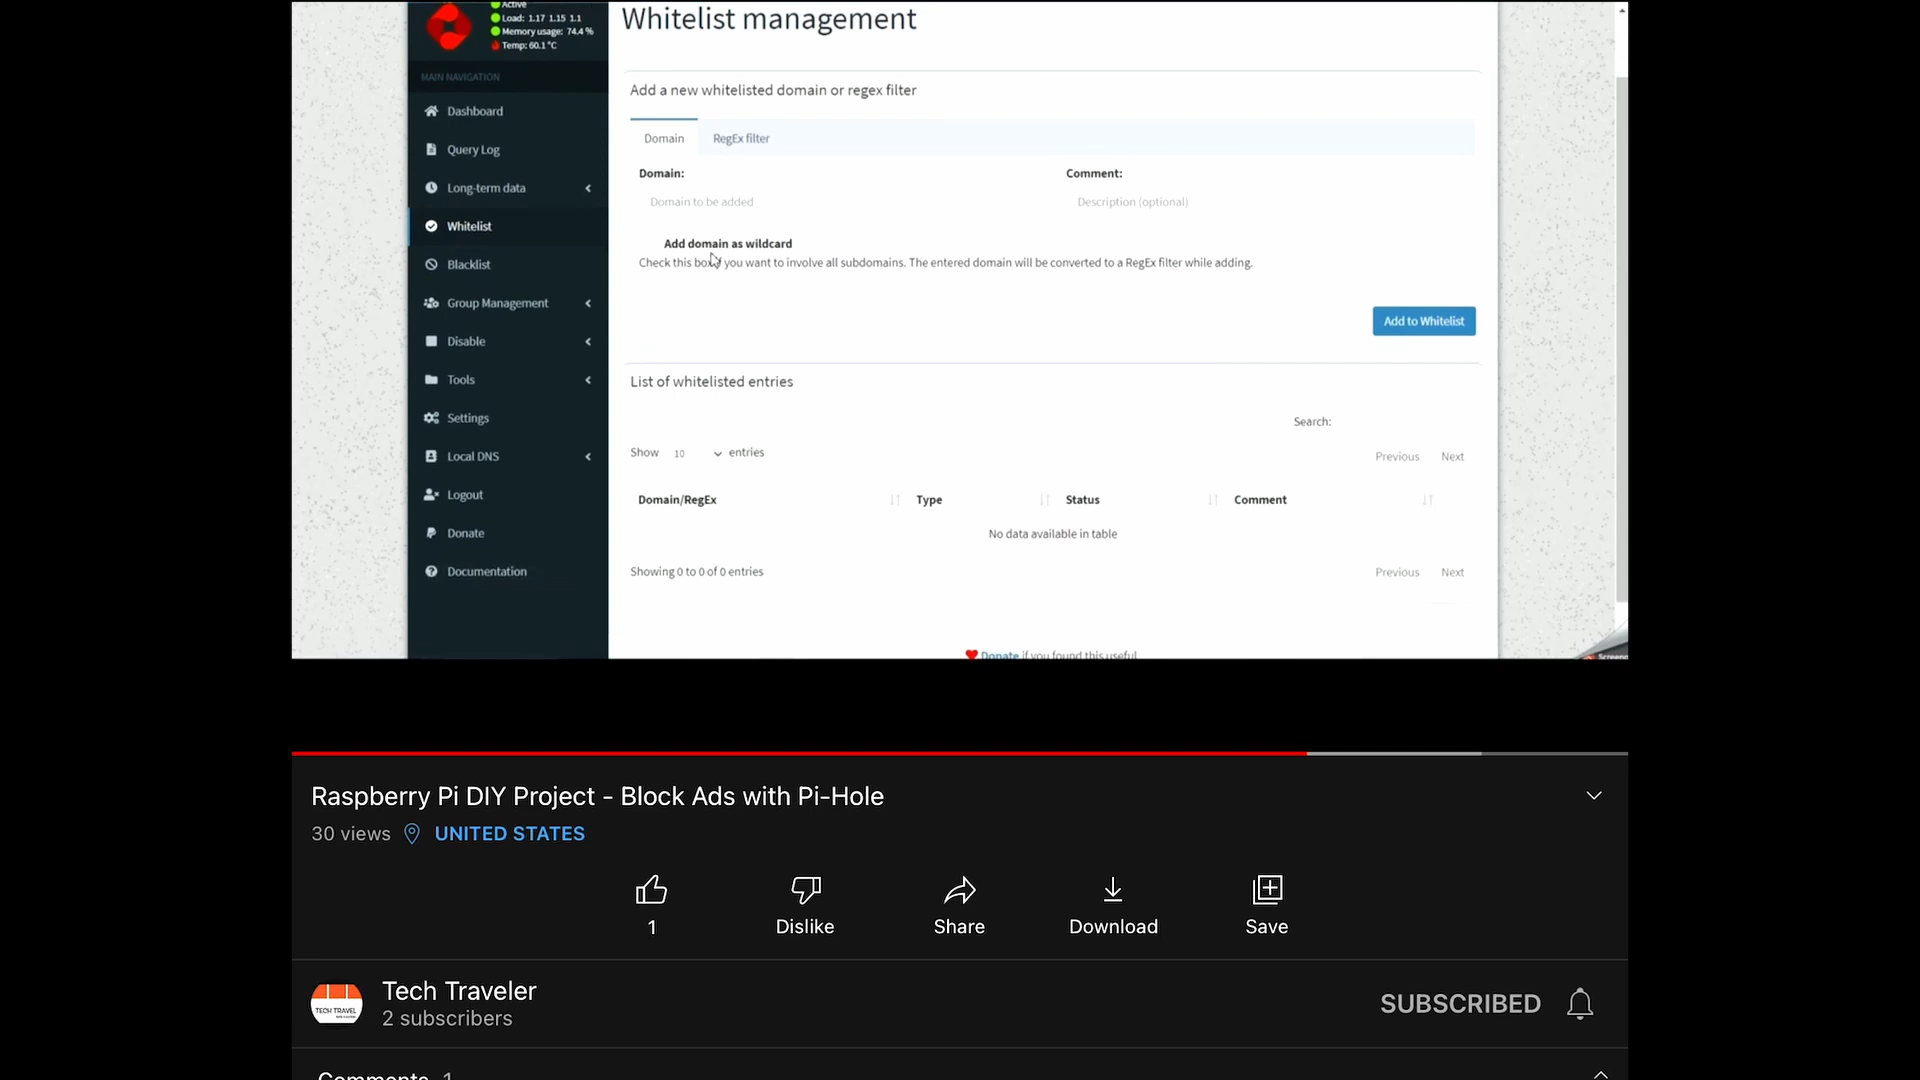 Active
Load: 1.17 1.15 1.1
Memory usage: 74.4 %
Temp: 60.1 °C
MAIN NAVIGATION
Dashboard
Query Log
Long-term data
Whitelist
Blacklist
Group Management
Disable
Tools
Settings
Local DNS
Logout
Donate
Documentation
Whitelist management
Add a new whitelisted domain or regex filter
Domain RegEx filter
Domain: Comment:
Domain to be added Description (optional)
Add domain as wildcard
Check this box if you want to involve all subdomains. The entered domain will be converted to a RegEx filter while adding.
Add to Whitelist
List of whitelisted entries
Search:
Show 10 entries
Previous Next
Domain/RegEx Type Status Comment
No data available in table
Showing 0 to 0 of 0 entries
Previous Next
Donate if you found this useful
Raspberry Pi DIY Project - Block Ads with Pi-Hole
30 views UNITED STATES
1 Dislike Share Download Save
TECH TRAVEL
Tech Traveler
2 subscribers
SUBSCRIBED
Comments 1